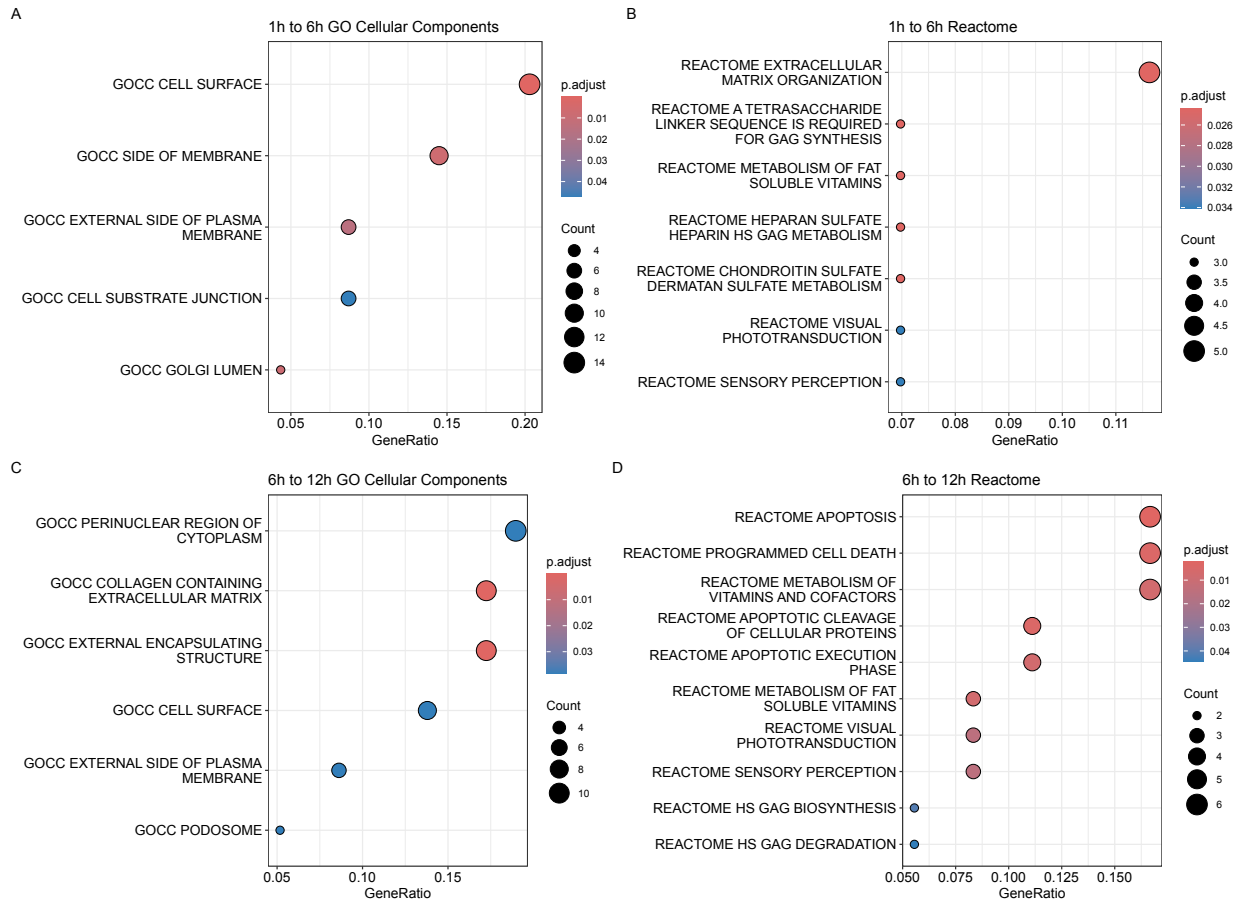 A
1h to 6h GO Cellular Components
GOCC CELL SURFACE
GOCC SIDE OF MEMBRANE
GOCC EXTERNAL SIDE OF PLASMA
MEMBRANE
GOCC CELL SUBSTRATE JUNCTION
GOCC GOLGI LUMEN
0.05 0.10 0.15 0.20
GeneRatio
p.adjust
0.01
0.02
0.03
0.04
Count
4
6
8
10
12
14
B
1h to 6h Reactome
REACTOME EXTRACELLULAR
MATRIX ORGANIZATION
REACTOME A TETRASACCHARIDE
LINKER SEQUENCE IS REQUIRED
FOR GAG SYNTHESIS
REACTOME METABOLISM OF FAT
SOLUBLE VITAMINS
REACTOME HEPARAN SULFATE
HEPARIN HS GAG METABOLISM
REACTOME CHONDROITIN SULFATE
DERMATAN SULFATE METABOLISM
REACTOME VISUAL
PHOTOTRANSDUCTION
REACTOME SENSORY PERCEPTION
0.07 0.08 0.09 0.10 0.11
GeneRatio
p.adjust
0.026
0.028
0.030
0.032
0.034
Count
3.0
3.5
4.0
4.5
5.0
C
6h to 12h GO Cellular Components
GOCC PERINUCLEAR REGION OF
CYTOPLASM
GOCC COLLAGEN CONTAINING
EXTRACELLULAR MATRIX
GOCC EXTERNAL ENCAPSULATING
STRUCTURE
GOCC CELL SURFACE
GOCC EXTERNAL SIDE OF PLASMA
MEMBRANE
GOCC PODOSOME
0.05 0.10 0.15
GeneRatio
p.adjust
0.01
0.02
0.03
Count
4
6
8
10
D
6h to 12h Reactome
REACTOME APOPTOSIS
REACTOME PROGRAMMED CELL DEATH
REACTOME METABOLISM OF
VITAMINS AND COFACTORS
REACTOME APOPTOTIC CLEAVAGE
OF CELLULAR PROTEINS
REACTOME APOPTOTIC EXECUTION
PHASE
REACTOME METABOLISM OF FAT
SOLUBLE VITAMINS
REACTOME VISUAL
PHOTOTRANSDUCTION
REACTOME SENSORY PERCEPTION
REACTOME HS GAG BIOSYNTHESIS
REACTOME HS GAG DEGRADATION
0.050 0.075 0.100 0.125 0.150
GeneRatio
p.adjust
0.01
0.02
0.03
0.04
Count
2
3
4
5
6